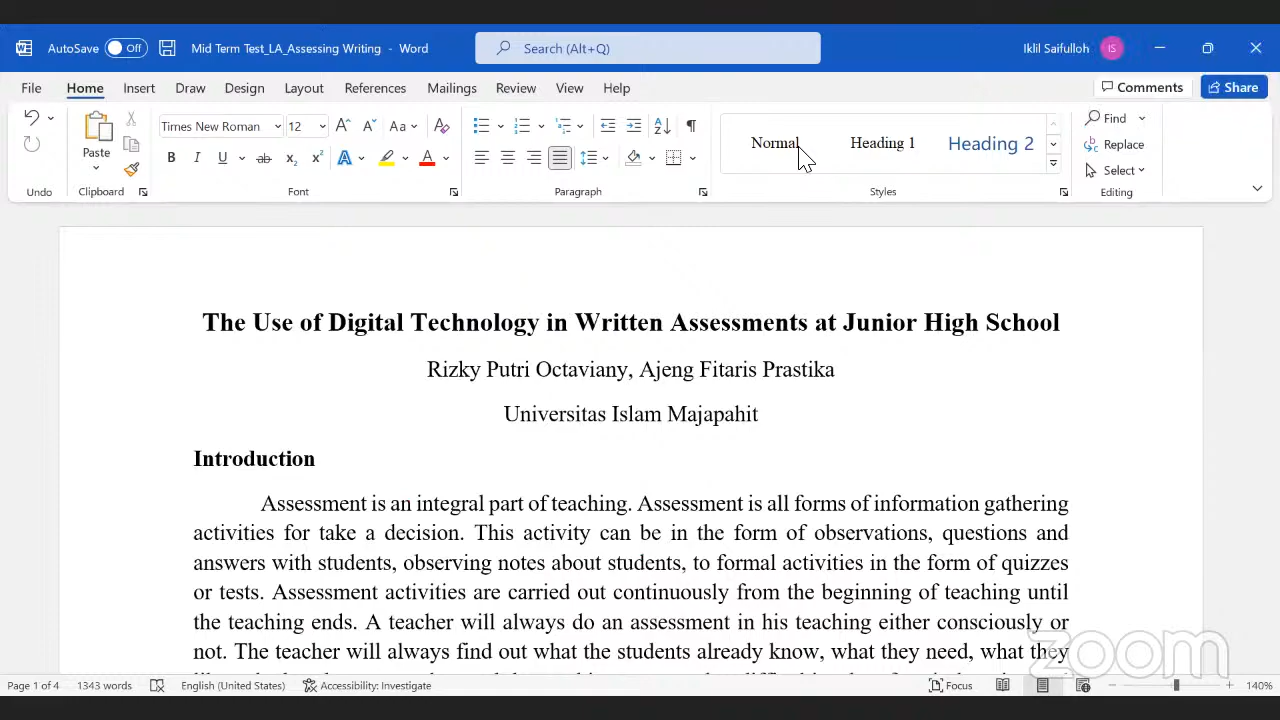 AutoSave Off Mid Term Test_LA_Assessing Writing - Word Search (Alt+Q) Iklil Saifulloh IS
File Home Insert Draw Design Layout References Mailings Review View Help Comments Share
Times New Roman 12 Aa Find
Paste Normal Heading 1 Heading 2 Replace
B I U ab x₂ x² A A Select
Undo Clipboard Font Paragraph Styles Editing
The Use of Digital Technology in Written Assessments at Junior High School
Rizky Putri Octaviany, Ajeng Fitaris Prastika
Universitas Islam Majapahit
Introduction
Assessment is an integral part of teaching. Assessment is all forms of information gathering
activities for take a decision. This activity can be in the form of observations, questions and
answers with students, observing notes about students, to formal activities in the form of quizzes
or tests. Assessment activities are carried out continuously from the beginning of teaching until
the teaching ends. A teacher will always do an assessment in his teaching either consciously or
not. The teacher will always find out what the students already know, what they need, what they
zoom
Page 1 of 4 1343 words English (United States) Accessibility: Investigate Focus 140%